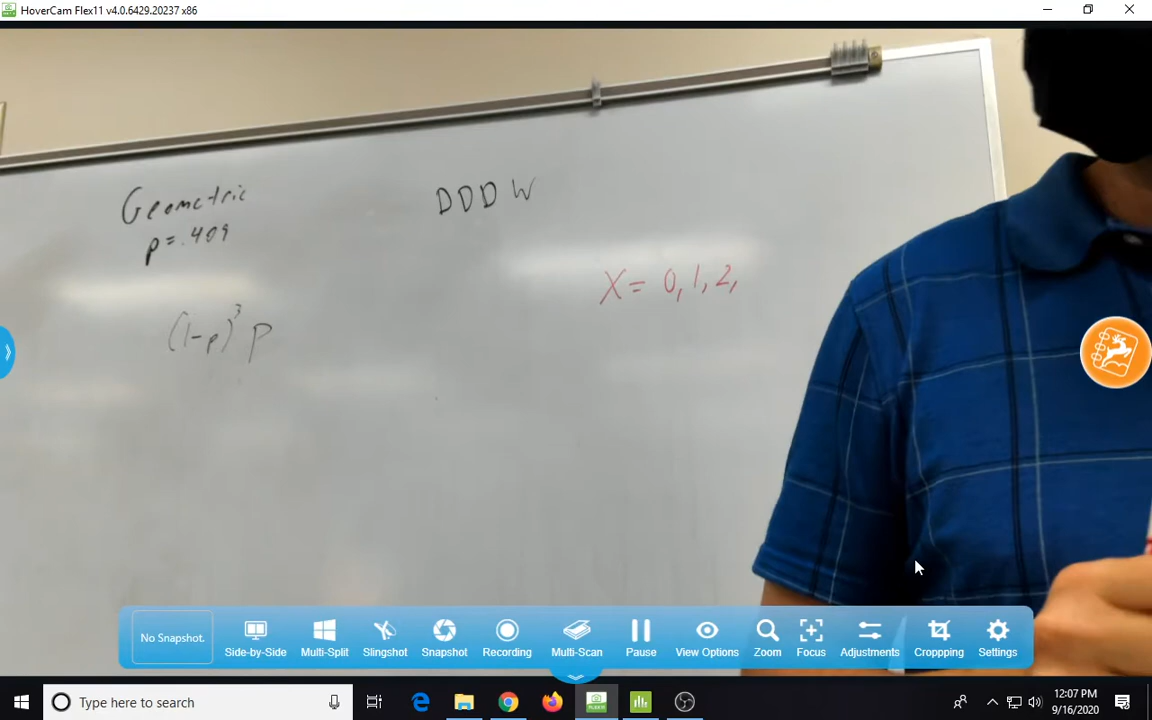 HoverCam Flex11 v4.0.6429.20237 x86
Geometric
p = .409
DDDW
X = 0, 1, 2,
(1-p)³ p
No Snapshot.
Side-by-Side
Multi-Split
Slingshot
Snapshot
Recording
Multi-Scan
Pause
View Options
Zoom
Focus
Adjustments
Croppping
Settings
Type here to search
12:07 PM
9/16/2020